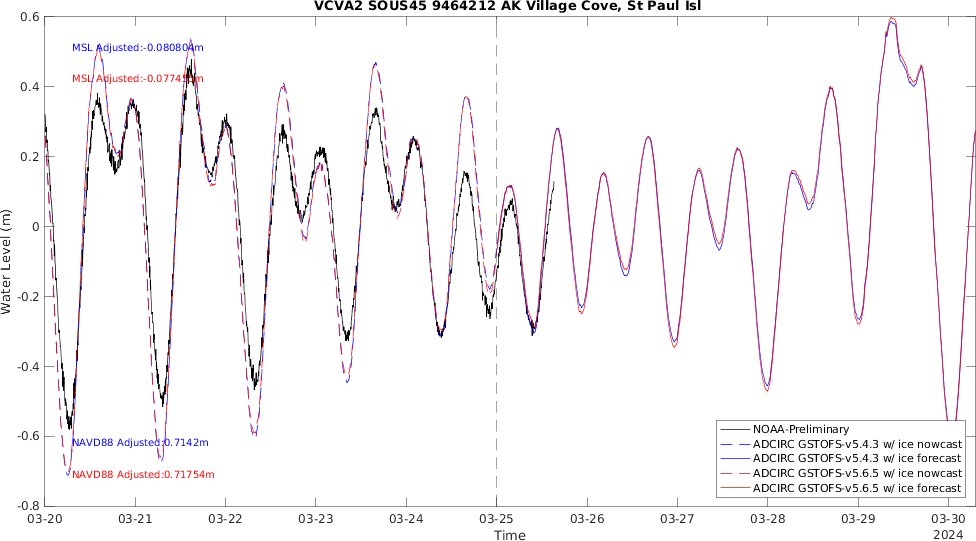 VCVA2 SOUS45 9464212 AK Village Cove, St Paul Isl
0.6
0.4
0.2
0
-0.2
-0.4
-0.6
-0.8
Water Level (m)
MSL Adjusted:-0.080804m
MSL Adjusted:
NAVD88 Adjusted:0.7142m
NAVD88 Adjusted:0.71754m
NOAA-Preliminary
ADCIRC GSTOFS-v5.4.3 w/ ice nowcast
ADCIRC GSTOFS-v5.4.3 w/ ice forecast
ADCIRC GSTOFS-v5.6.5 w/ ice nowcast
ADCIRC GSTOFS-v5.6.5 w/ ice forecast
03-20 03-21 03-22 03-23 03-24 03-25 03-26 03-27 03-28 03-29 03-30
Time 2024